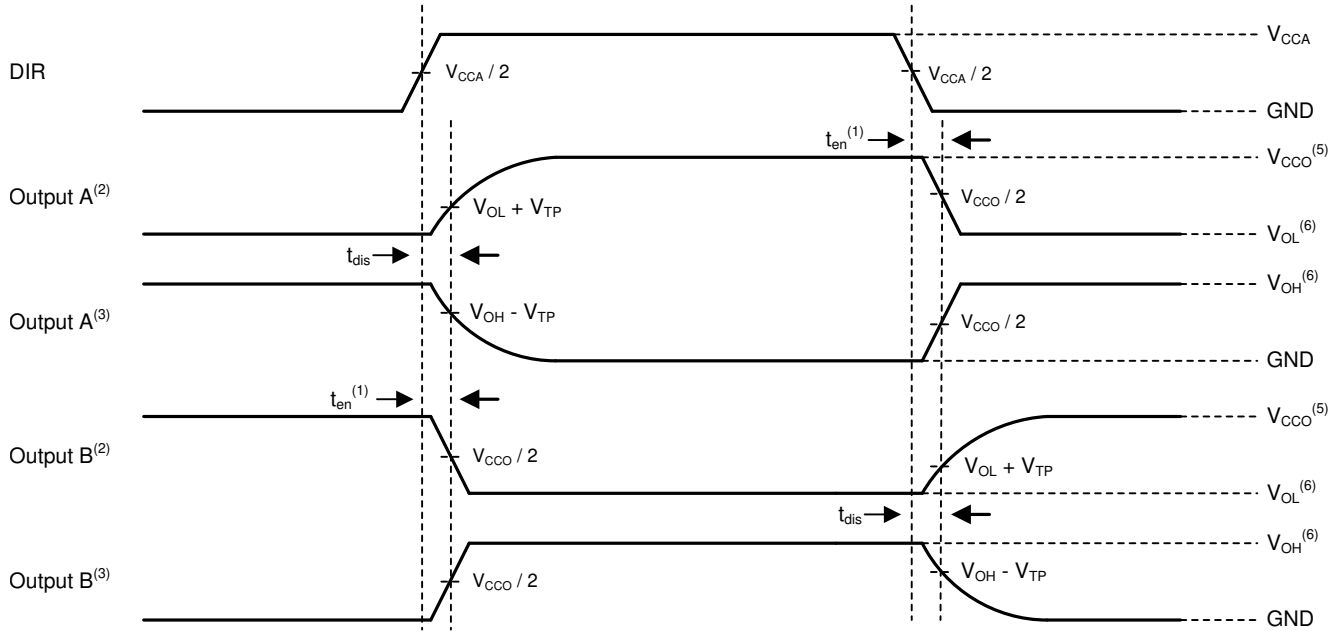 V_CCA
DIR
V_CCA / 2
V_CCA / 2
GND
t_en^(1)
V_CCO^(5)
Output A^(2)
V_OL + V_TP
V_CCO / 2
t_dis
V_OL^(6)
V_OH^(6)
Output A^(3)
V_OH - V_TP
V_CCO / 2
GND
t_en^(1)
V_CCO^(5)
Output B^(2)
V_CCO / 2
V_OL + V_TP
V_OL^(6)
t_dis
V_OH^(6)
Output B^(3)
V_CCO / 2
V_OH - V_TP
GND